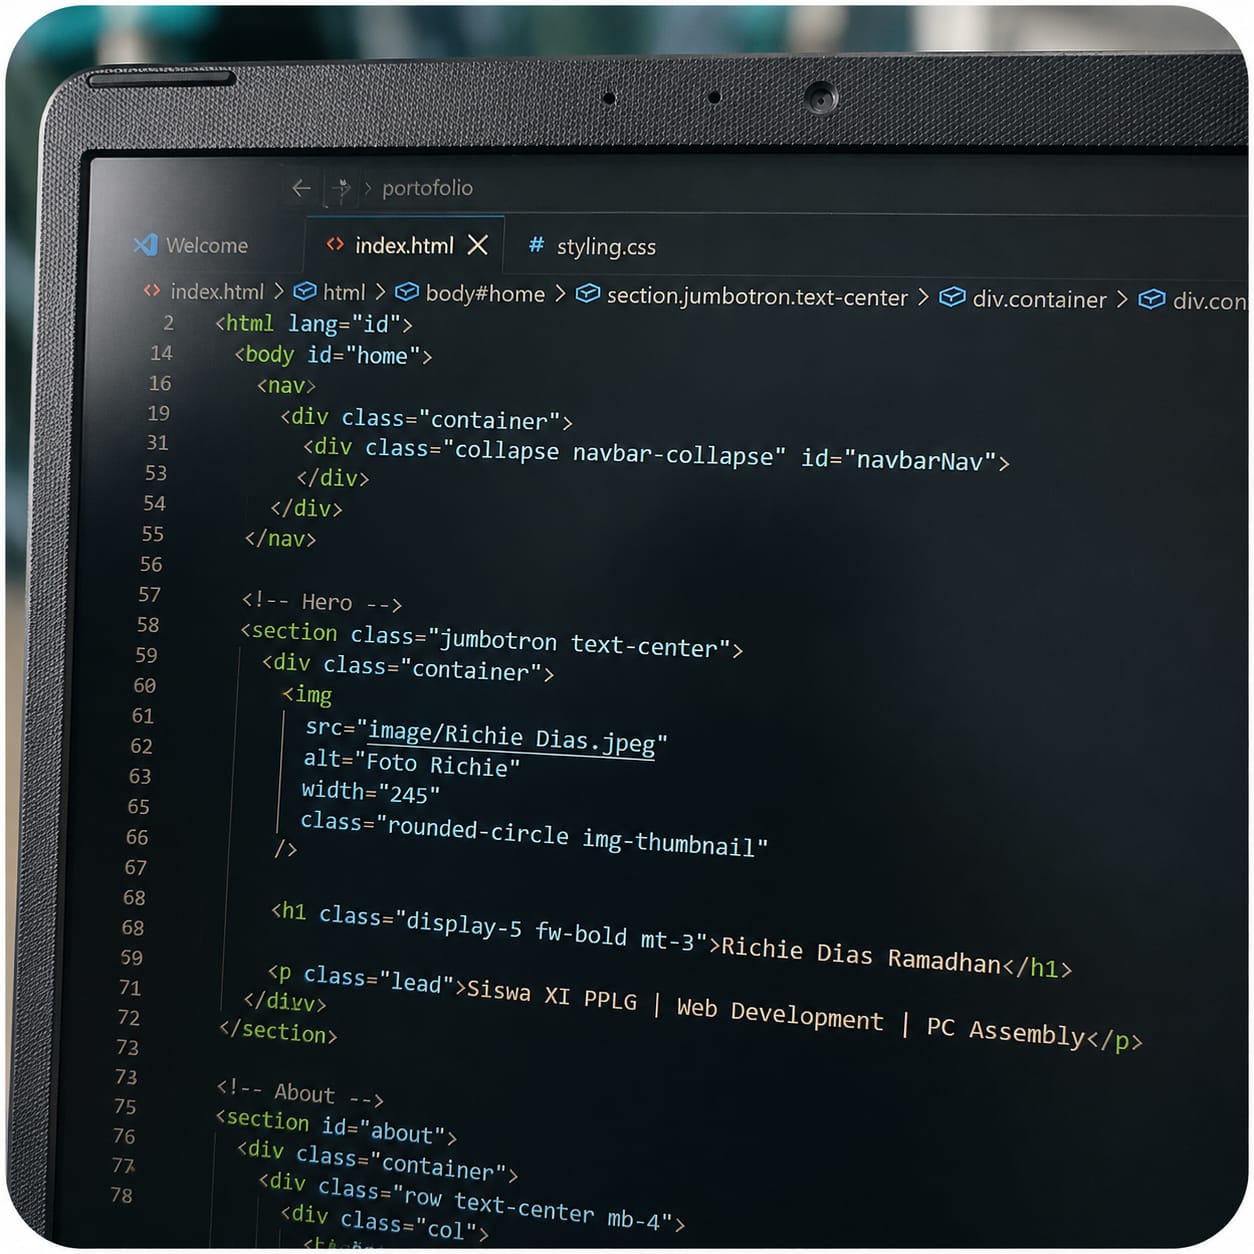 portofolio
Welcome index.html styling.css
index.html > html > body#home > section.jumbotron.text-center > div.container > div.con
2 <html lang="id">
14 <body id="home">
16 <nav>
19 <div class="container">
31 <div class="collapse navbar-collapse" id="navbarNav">
53 </div>
54 </div>
55 </nav>
56
57 <!-- Hero -->
58 <section class="jumbotron text-center">
59 <div class="container">
60 <img
61 src="image/Richie Dias.jpeg"
62 alt="Foto Richie"
63 width="245"
65 class="rounded-circle img-thumbnail"
66 />
67
68 <h1 class="display-5 fw-bold mt-3">Richie Dias Ramadhan</h1>
68
59 <p class="lead">Siswa XI PPLG | Web Development | PC Assembly</p>
71 </divv>
72 </section>
73
73 <!-- About -->
75 <section id="about">
76 <div class="container">
77 <div class="row text-center mb-4">
78 <div class="col">